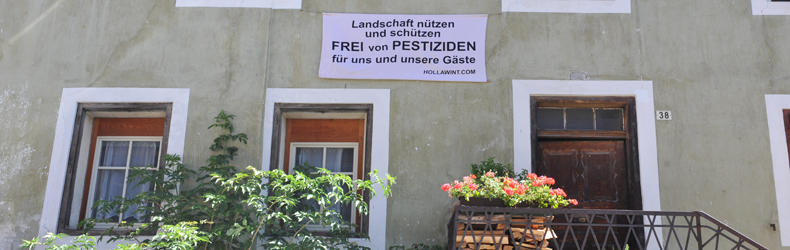 Landschaft nützen
und schützen
FREI von PESTIZIDEN
für uns und unsere Gäste
HOLLAWINT.COM
38